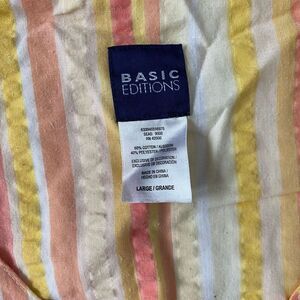 BASIC
EDITIONS
60% COTTON / ALGODON
40% POLYESTER / POLIESTER
EXCLUSIVE OF DECORATION /
EXCLUSIVO DE DECORACION
MADE IN CHINA /
HECHO EN CHINA
LARGE/GRANDE